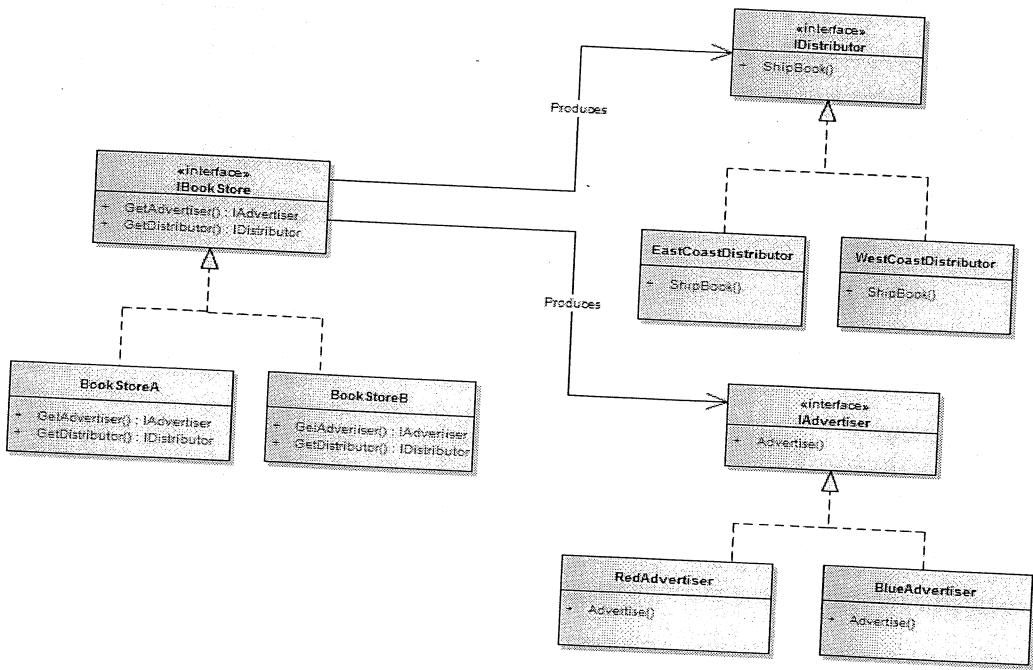 «interface»
IDistributor
+ ShipBook()
Produces
«interface»
IBookStore
+ GetAdvertiser() : IAdvertiser
+ GetDistributor() : IDistributor
EastCoastDistributor
+ ShipBook()
WestCoastDistributor
+ ShipBook()
Produces
BookStoreA
+ GetAdvertiser() : IAdvertiser
+ GetDistributor() : IDistributor
BookStoreB
+ GetAdvertiser() : IAdvertiser
+ GetDistributor() : IDistributor
«interface»
IAdvertiser
+ Advertise()
RedAdvertiser
+ Advertise()
BlueAdvertiser
+ Advertise()